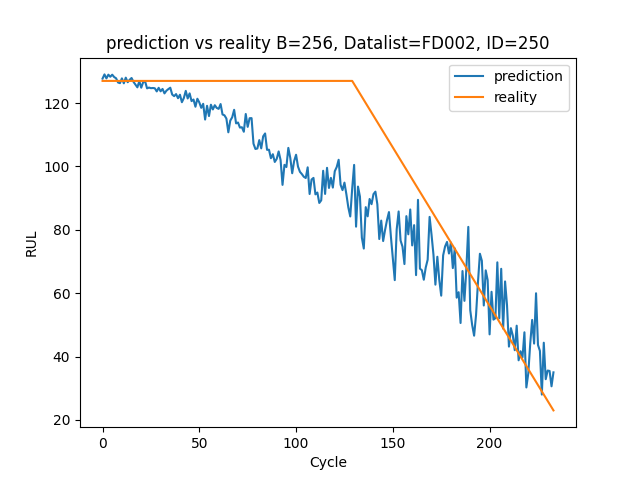 prediction vs reality B=256, Datalist=FD002, ID=250
prediction
reality
120
100
80
60
40
20
RUL
0 50 100 150 200
Cycle